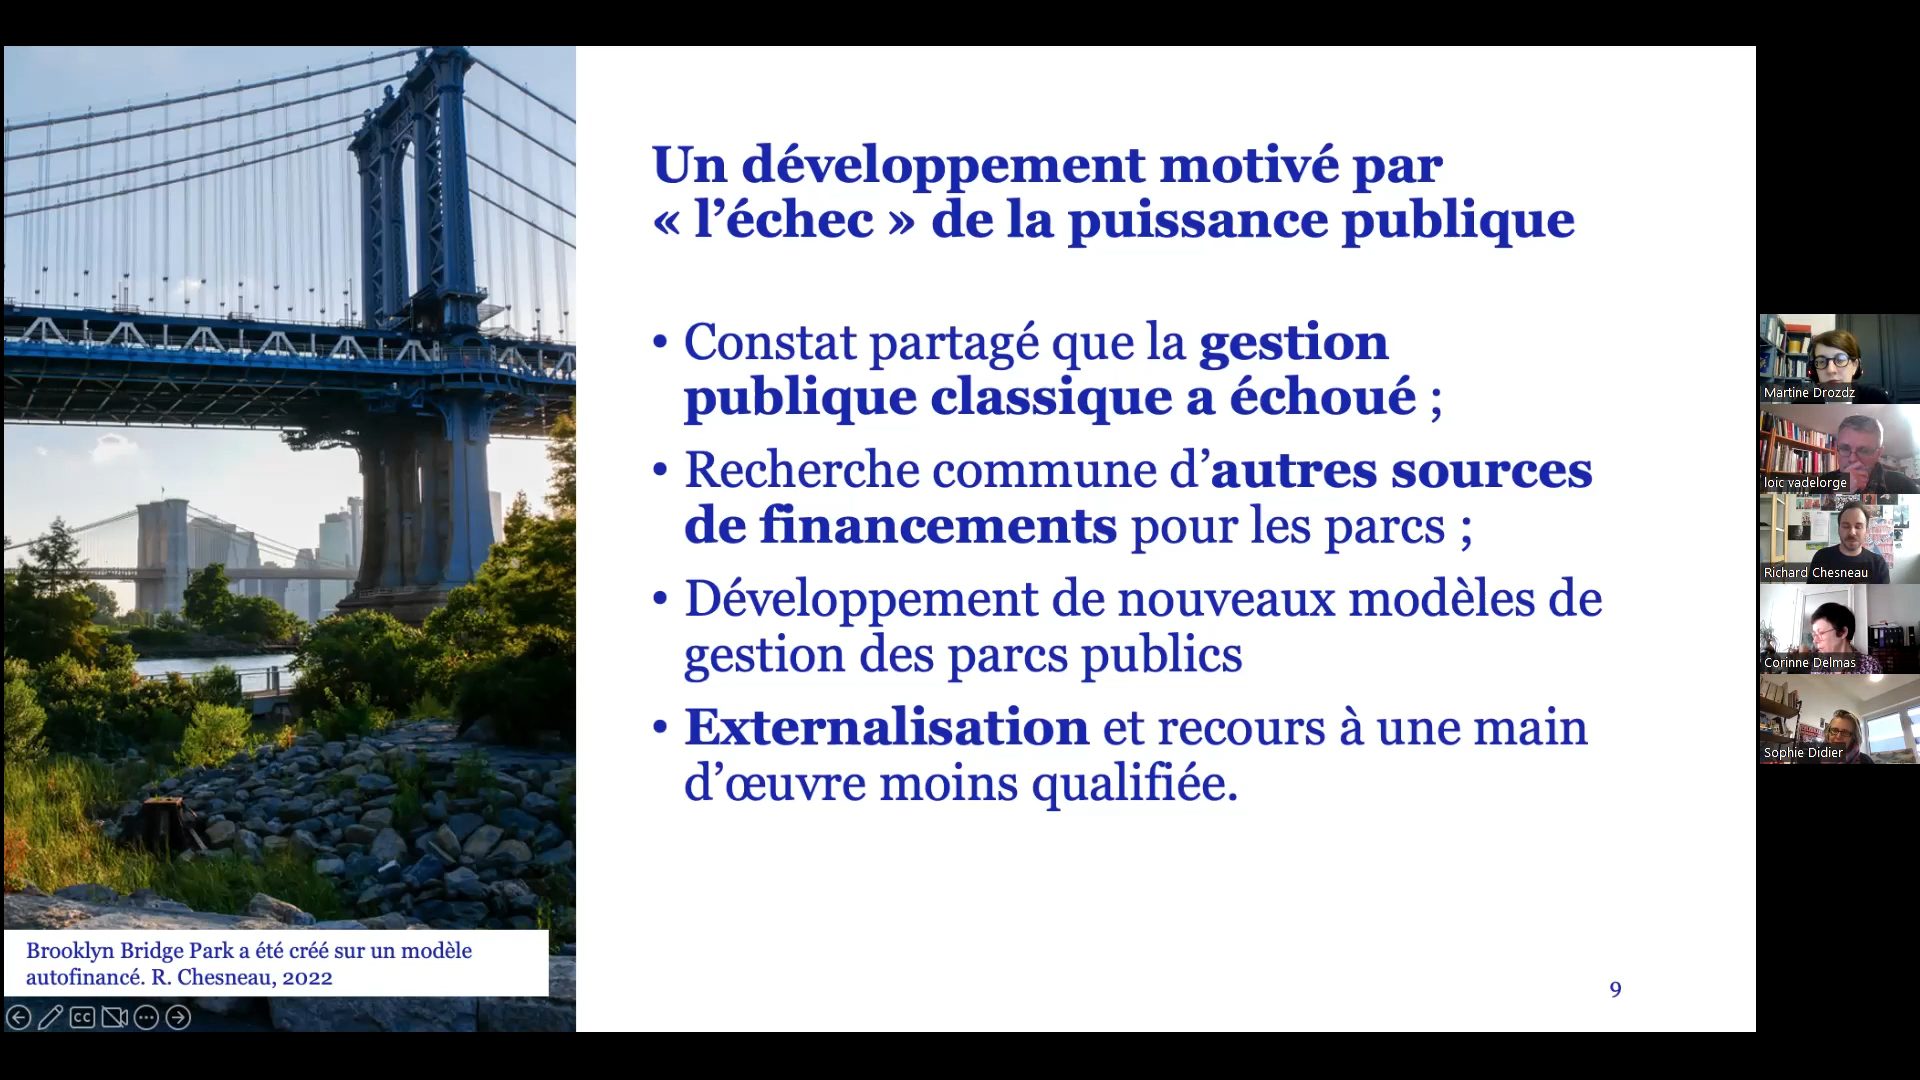 Un développement motivé par
« l’échec » de la puissance publique
• Constat partagé que la gestion
publique classique a échoué ;
• Recherche commune d’autres sources
de financements pour les parcs ;
• Développement de nouveaux modèles de
gestion des parcs publics
• Externalisation et recours à une main
d’œuvre moins qualifiée.
Brooklyn Bridge Park a été créé sur un modèle
autofinancé. R. Chesneau, 2022
9
CC
Martine Drozdz
loic vadelorge
Richard Chesneau
Corinne Delmas
Sophie Didier